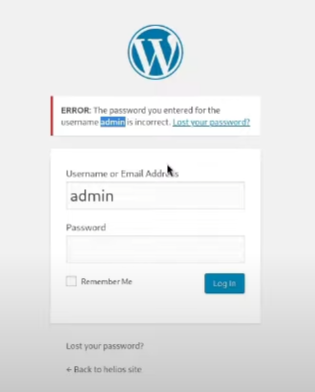 ERROR: The password you entered for the
username admin is incorrect. Lost your password?
Username or Email Address
admin
Password
Remember Me
Log In
Lost your password?
← Back to helios site